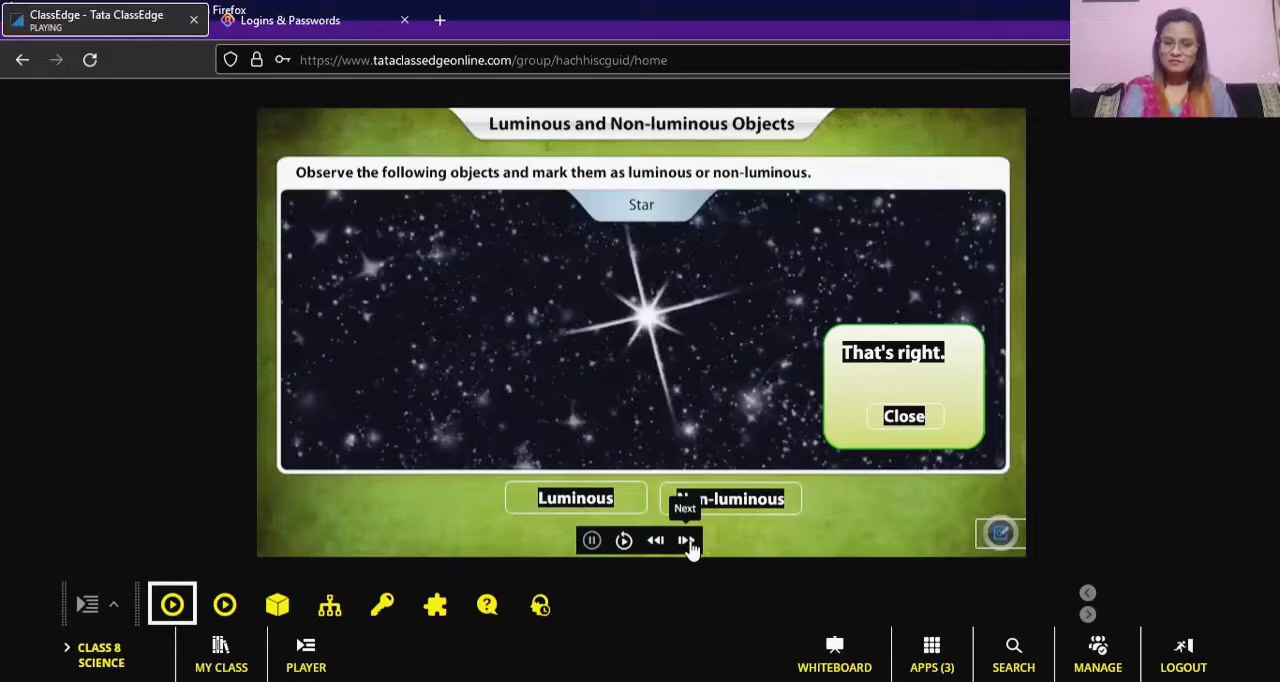 Firefox
ClassEdge - Tata ClassEdge
PLAYING
Logins & Passwords
https://www.tataclassedgeonline.com/group/hachhiscguid/home
Luminous and Non-luminous Objects
Observe the following objects and mark them as luminous or non-luminous.
Star
That's right.
Close
Luminous
n-luminous
Next
CLASS 8
SCIENCE
MY CLASS
PLAYER
WHITEBOARD
APPS (3)
SEARCH
MANAGE
LOGOUT